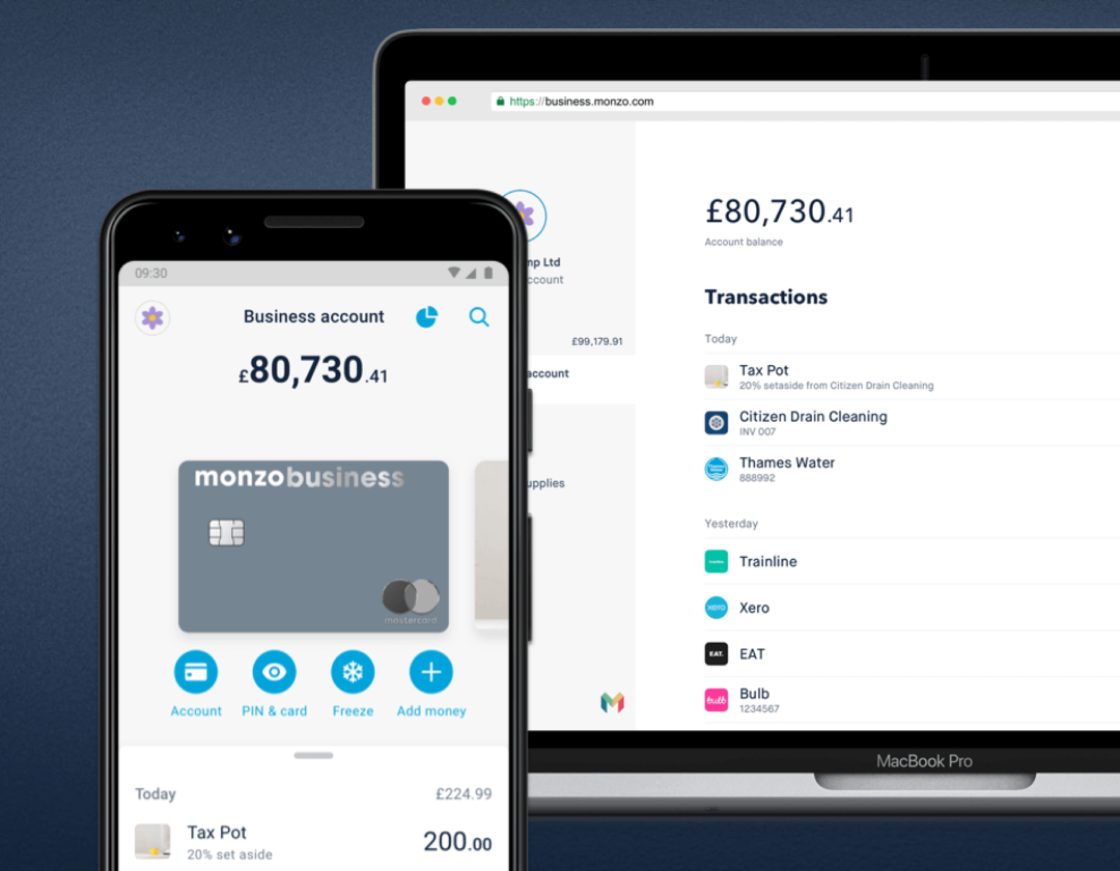 https://business.monzo.com
£80,730.41
Account balance
mp Ltd
ccount
£99,179.91
account
upplies
Transactions
Today
Tax Pot
20% setaside from Citizen Drain Cleaning
Citizen Drain Cleaning
INV 007
Thames Water
888992
Yesterday
Trainline
Xero
xero
EAT
EAT.
Bulb
bulb
1234567
MacBook Pro
09:30
Business account
£80,730.41
monzobusiness
mastercard
Account
PIN & card
Freeze
Add money
Today
£224.99
Tax Pot
200.00
20% set aside